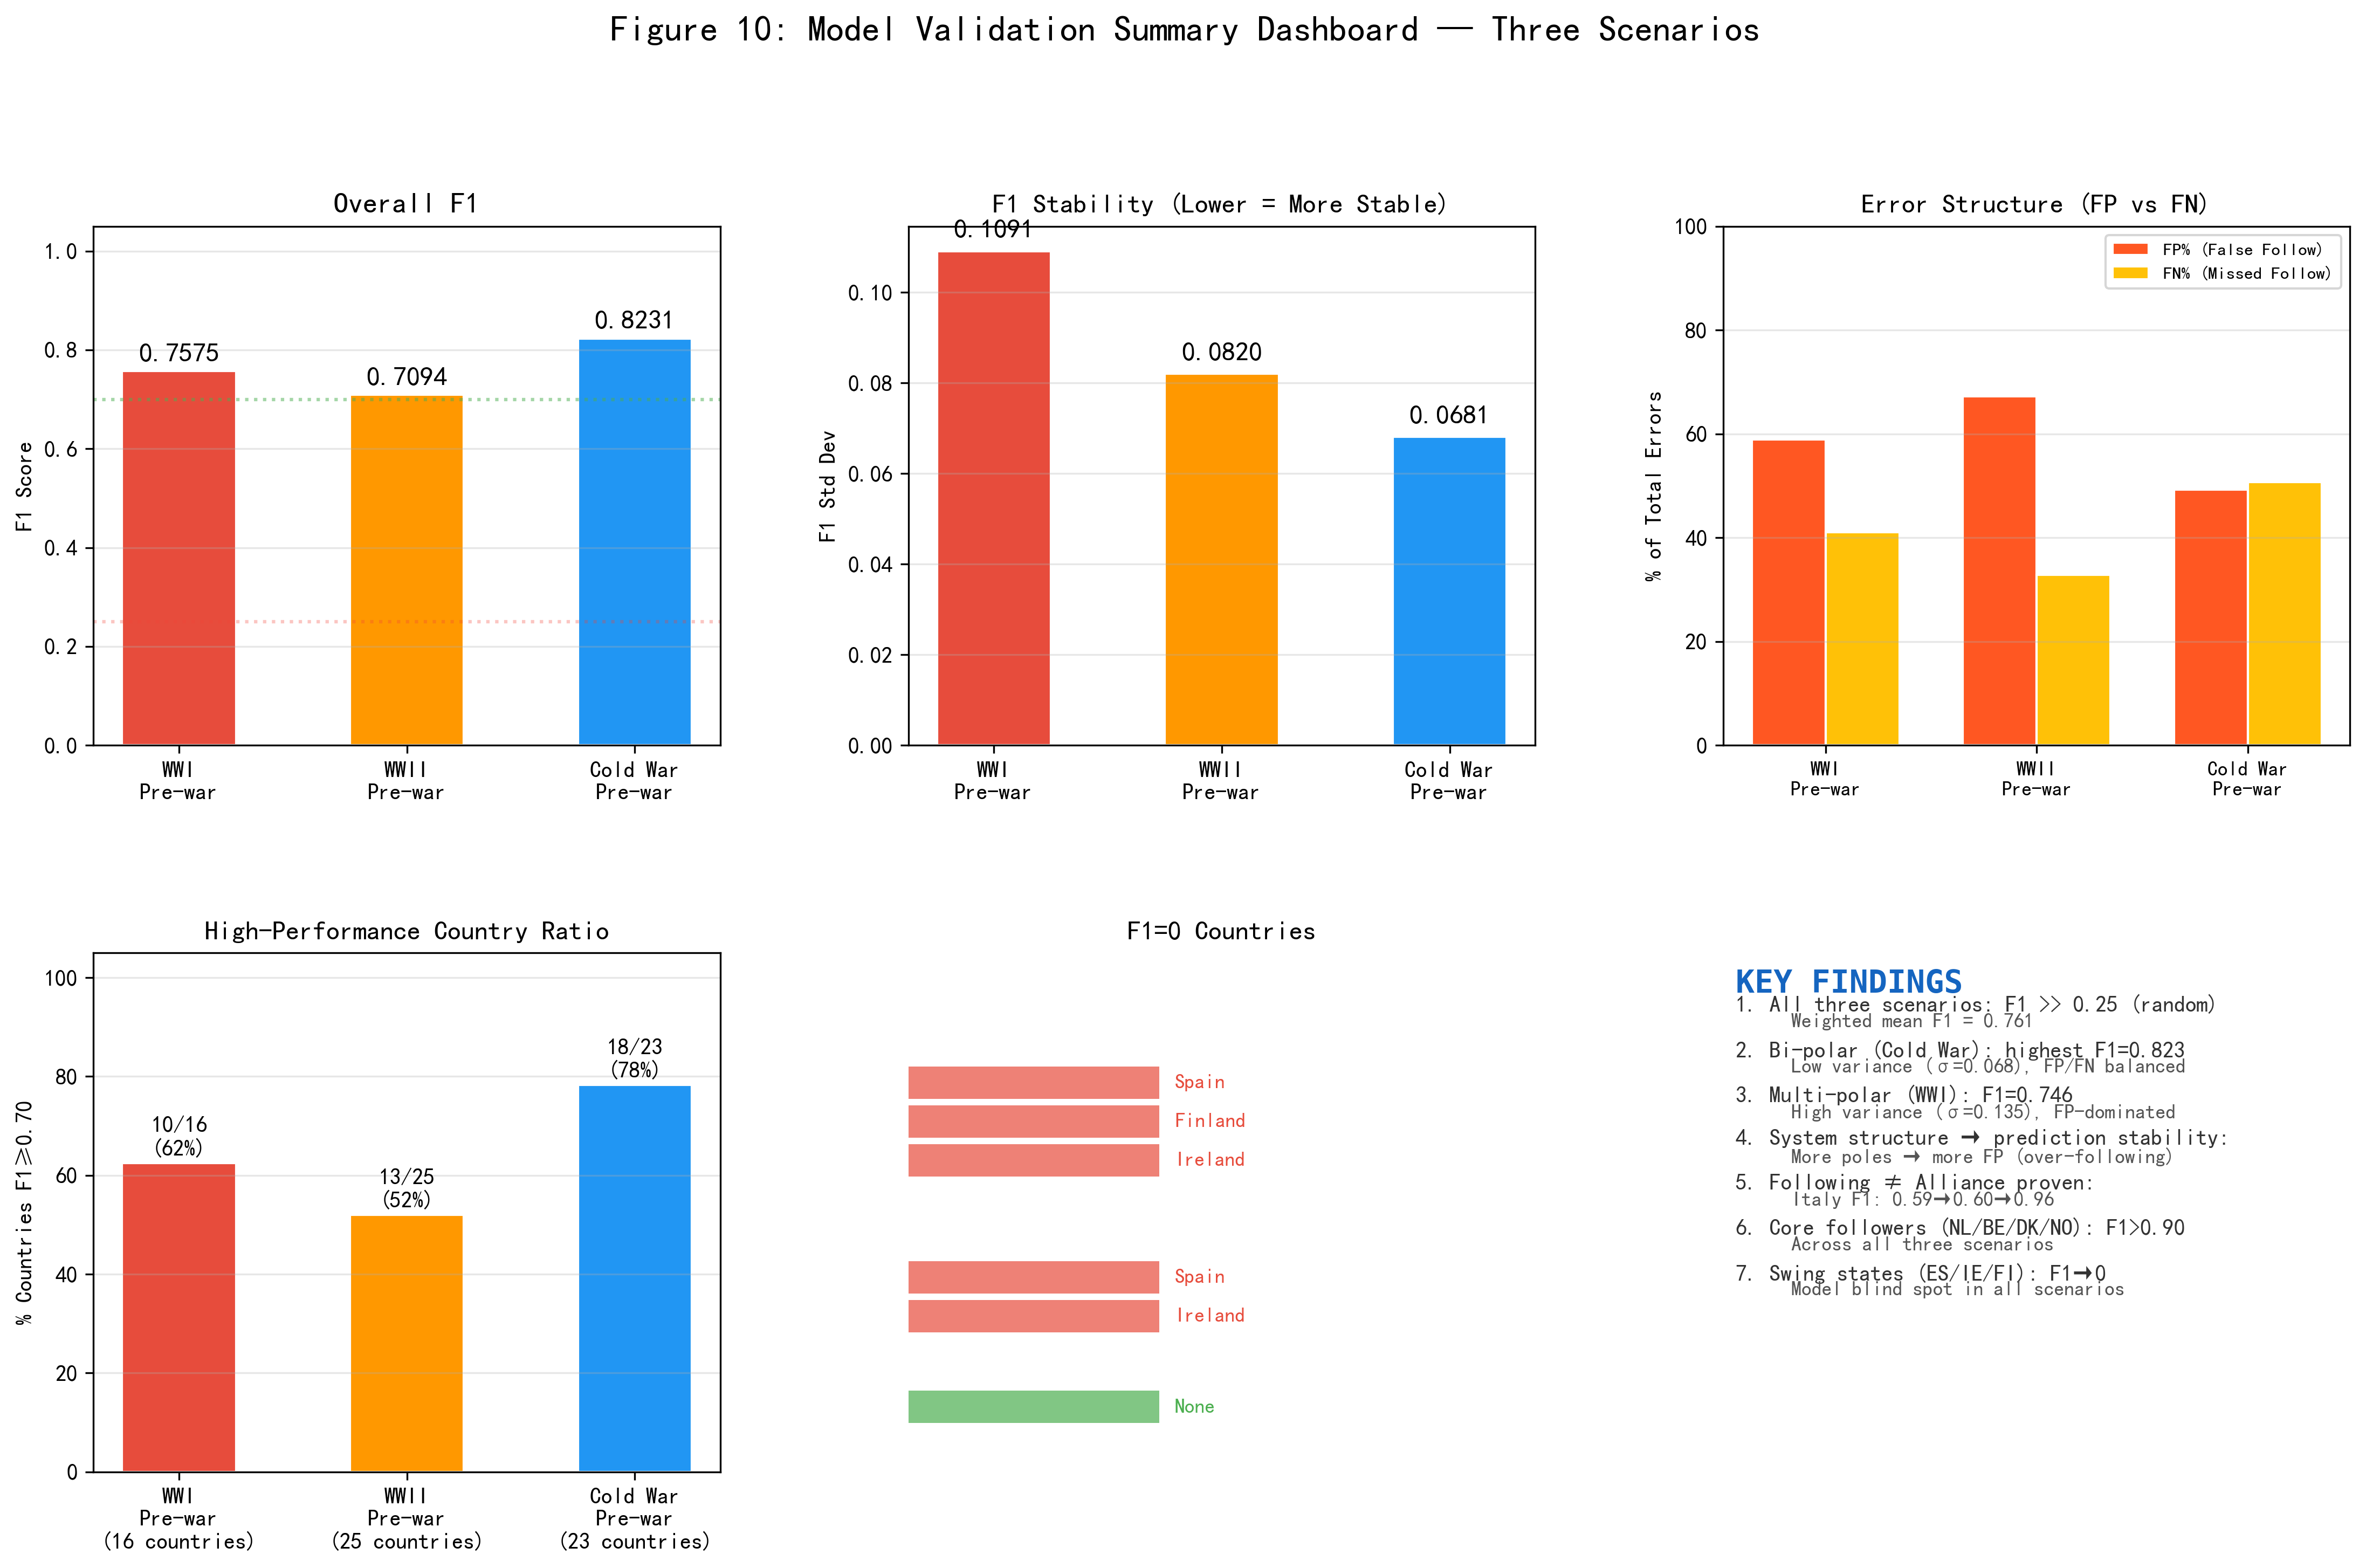 Figure 10: Model Validation Summary Dashboard — Three Scenarios
Overall F1
F1 Score
1.0
0.8
0.6
0.4
0.2
0.0
0.7575
0.7094
0.8231
WWI
Pre-war
WWII
Pre-war
Cold War
Pre-war
F1 Stability (Lower = More Stable)
F1 Std Dev
0.10
0.08
0.06
0.04
0.02
0.00
0.1091
0.0820
0.0681
WWI
Pre-war
WWII
Pre-war
Cold War
Pre-war
Error Structure (FP vs FN)
% of Total Errors
100
80
60
40
20
0
FP% (False Follow)
FN% (Missed Follow)
WWI
Pre-war
WWII
Pre-war
Cold War
Pre-war
High-Performance Country Ratio
% Countries F1≥0.70
100
80
60
40
20
0
10/16
(62%)
13/25
(52%)
18/23
(78%)
WWI
Pre-war
(16 countries)
WWII
Pre-war
(25 countries)
Cold War
Pre-war
(23 countries)
F1=0 Countries
Spain
Finland
Ireland
Spain
Ireland
None
KEY FINDINGS
1. All three scenarios: F1 >> 0.25 (random)
Weighted mean F1 = 0.761
2. Bi-polar (Cold War): highest F1=0.823
Low variance (σ=0.068), FP/FN balanced
3. Multi-polar (WWI): F1=0.746
High variance (σ=0.135), FP-dominated
4. System structure → prediction stability:
More poles → more FP (over-following)
5. Following ≠ Alliance proven:
Italy F1: 0.59→0.60→0.96
6. Core followers (NL/BE/DK/NO): F1>0.90
Across all three scenarios
7. Swing states (ES/IE/FI): F1→0
Model blind spot in all scenarios